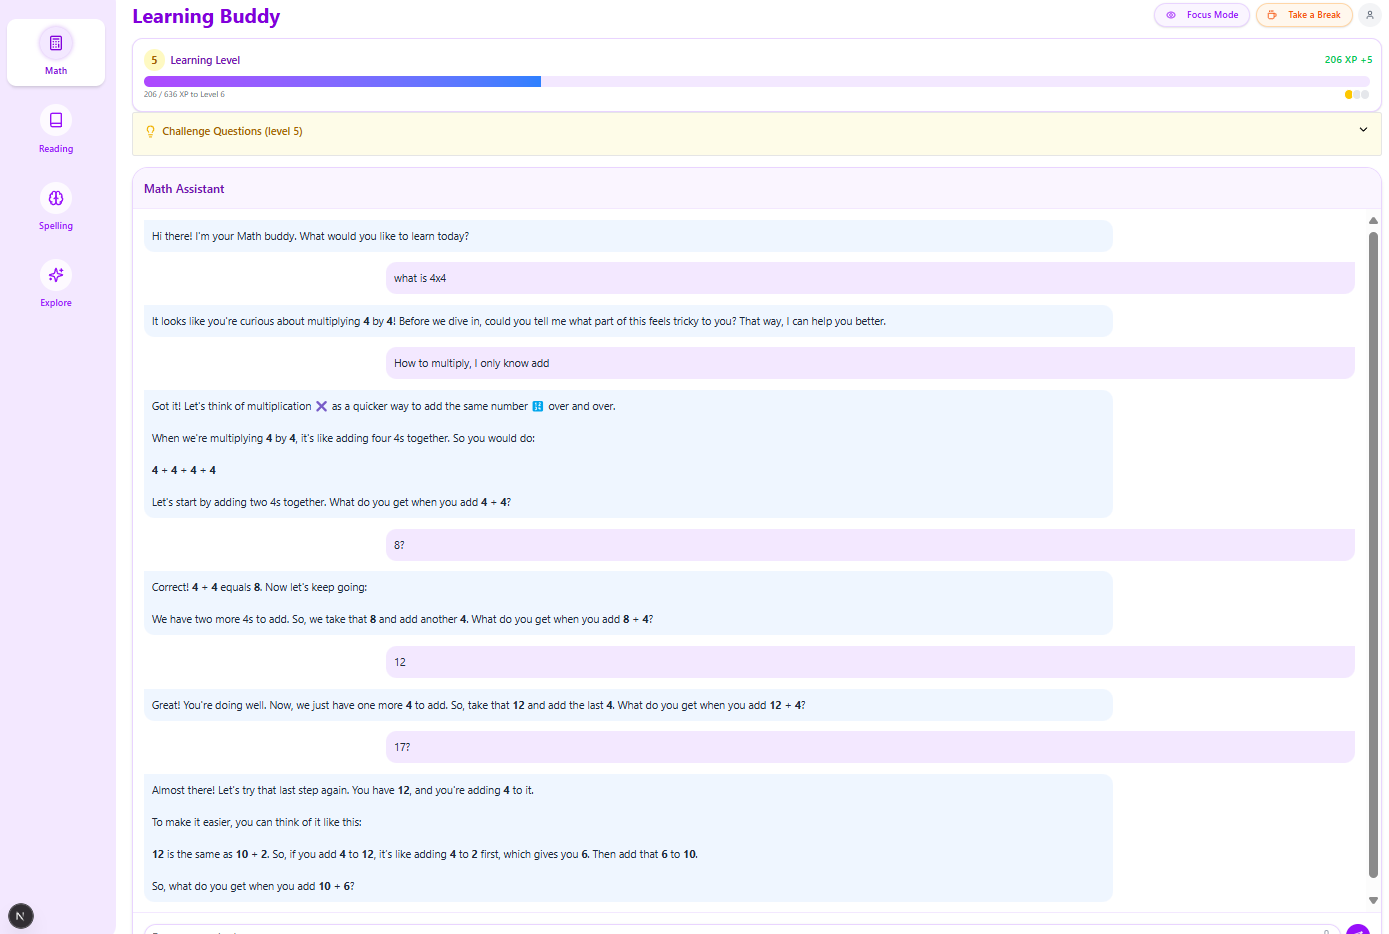 Learning Buddy
Focus Mode
Take a Break
Math
Reading
Spelling
Explore
5 Learning Level
206 XP +5
206 / 636 XP to Level 6
Challenge Questions (level 5)
Math Assistant
Hi there! I'm your Math buddy. What would you like to learn today?
what is 4x4
It looks like you're curious about multiplying 4 by 4! Before we dive in, could you tell me what part of this feels tricky to you? That way, I can help you better.
How to multiply, I only know add
Got it! Let's think of multiplication ✖️ as a quicker way to add the same number 🔢 over and over.
When we're multiplying 4 by 4, it's like adding four 4s together. So you would do:
4 + 4 + 4 + 4
Let's start by adding two 4s together. What do you get when you add 4 + 4?
8?
Correct! 4 + 4 equals 8. Now let's keep going:
We have two more 4s to add. So, we take that 8 and add another 4. What do you get when you add 8 + 4?
12
Great! You're doing well. Now, we just have one more 4 to add. So, take that 12 and add the last 4. What do you get when you add 12 + 4?
17?
Almost there! Let's try that last step again. You have 12, and you're adding 4 to it.
To make it easier, you can think of it like this:
12 is the same as 10 + 2. So, if you add 4 to 12, it's like adding 4 to 2 first, which gives you 6. Then add that 6 to 10.
So, what do you get when you add 10 + 6?
N